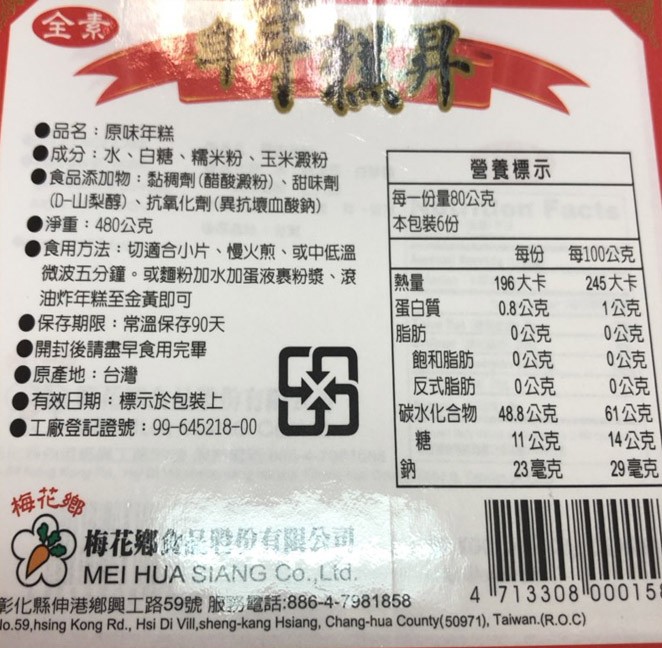 全素
年年糕昇
●品名：原味年糕
●成分：水、白糖、糯米粉、玉米澱粉
●食品添加物：黏稠劑(醋酸澱粉)、甜味劑
(D-山梨醇)、抗氧化劑(異抗壞血酸鈉)
●淨重：480公克
●食用方法：切適合小片、慢火煎、或中低溫
微波五分鐘。或麵粉加水加蛋液裹粉漿、滾
油炸年糕至金黃即可
●保存期限：常溫保存90天
●開封後請盡早食用完畢
●原產地：台灣
●有效日期：標示於包裝上
●工廠登記證號：99-645218-00
營養標示
每一份量80公克
本包裝6份
每份 每100公克
熱量 196大卡 245大卡
蛋白質 0.8公克 1公克
脂肪 0公克 0公克
飽和脂肪 0公克 0公克
反式脂肪 0公克 0公克
碳水化合物 48.8公克 61公克
糖 11公克 14公克
鈉 23毫克 29毫克
梅花鄉
梅花鄉食品股份有限公司
MEI HUA SIANG Co.,Ltd.
彰化縣伸港鄉興工路59號 服務電話:886-4-7981858
No.59,hsing Kong Rd., Hsi Di Vill,sheng-kang Hsiang, Chang-hua County(50971), Taiwan.(R.O.C)
4 713308 000158